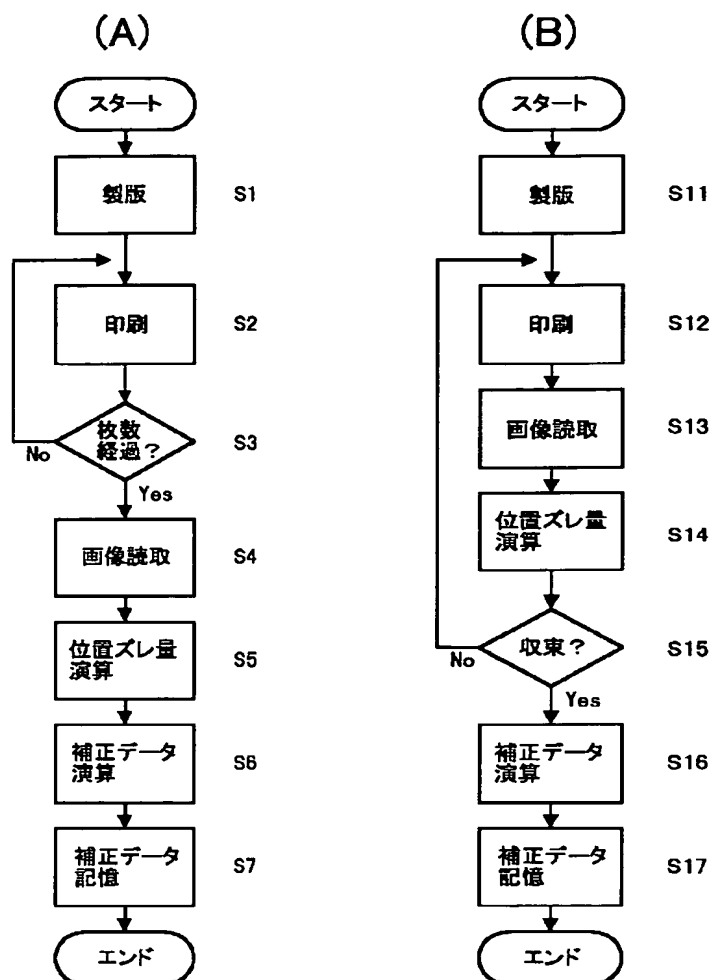 (A)
スタート
製版
S1
印刷
S2
枚数
経過?
S3
No
Yes
画像読取
S4
位置ズレ量
演算
S5
補正データ
演算
S6
補正データ
記憶
S7
エンド
(B)
スタート
製版
S11
印刷
S12
画像読取
S13
位置ズレ量
演算
S14
収束?
S15
No
Yes
補正データ
演算
S16
補正データ
記憶
S17
エンド